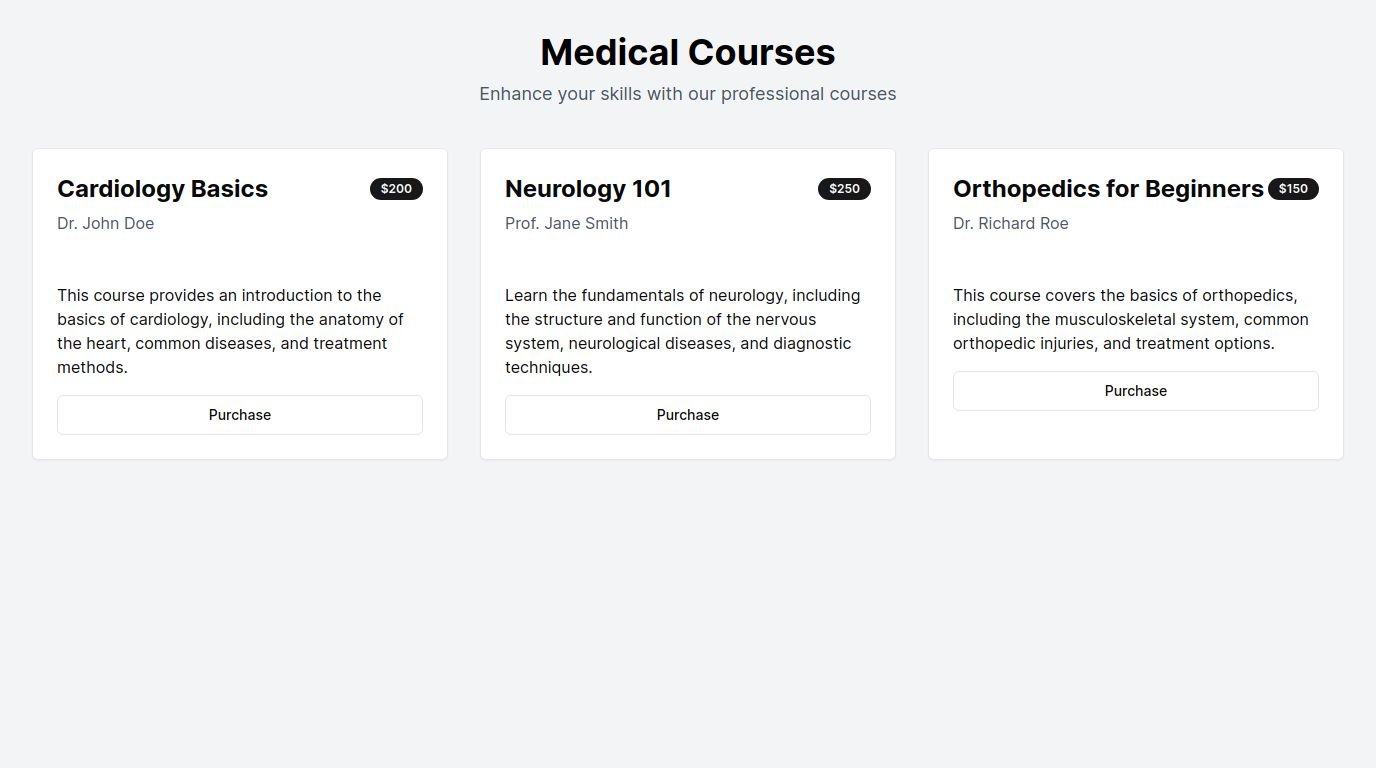 Medical Courses
Enhance your skills with our professional courses
Cardiology Basics $200
Dr. John Doe
This course provides an introduction to the
basics of cardiology, including the anatomy of
the heart, common diseases, and treatment
methods.
Purchase
Neurology 101 $250
Prof. Jane Smith
Learn the fundamentals of neurology, including
the structure and function of the nervous
system, neurological diseases, and diagnostic
techniques.
Purchase
Orthopedics for Beginners $150
Dr. Richard Roe
This course covers the basics of orthopedics,
including the musculoskeletal system, common
orthopedic injuries, and treatment options.
Purchase